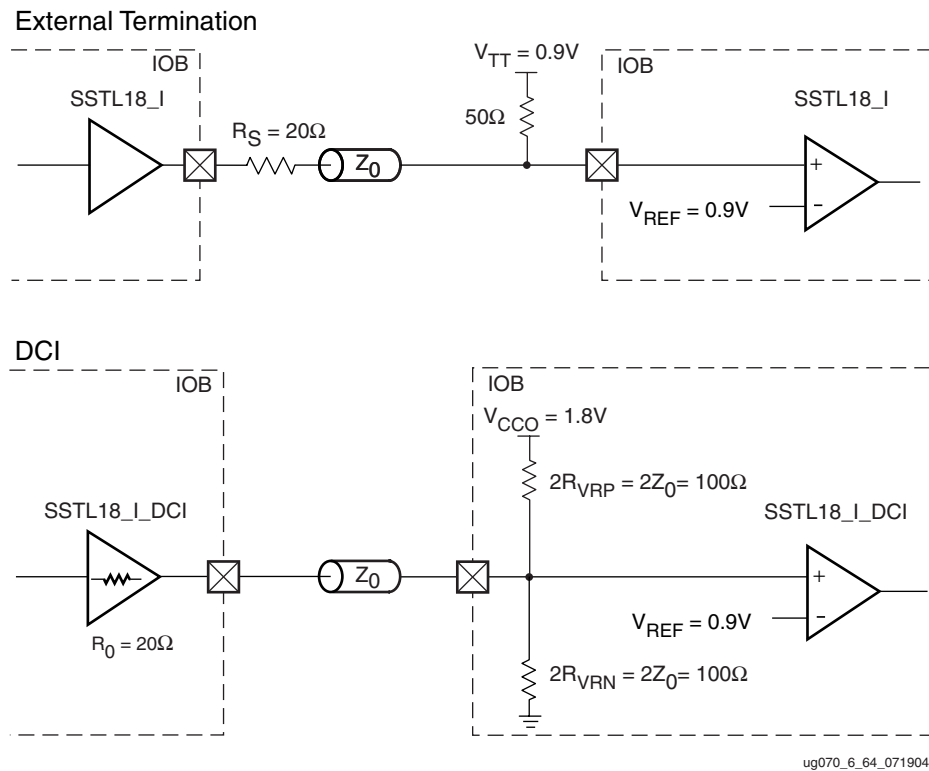 External Termination
IOB
SSTL18_I
R_S = 20Ω
Z_0
V_TT = 0.9V
50Ω
IOB
SSTL18_I
+
–
V_REF = 0.9V
DCI
IOB
SSTL18_I_DCI
R_0 = 20Ω
Z_0
IOB
V_CCO = 1.8V
2R_VRP = 2Z_0= 100Ω
SSTL18_I_DCI
+
–
V_REF = 0.9V
2R_VRN = 2Z_0= 100Ω
ug070_6_64_071904